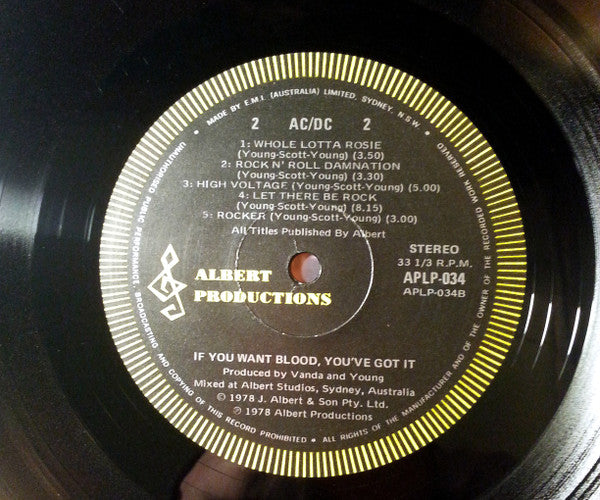 MADE BY E.M.I. (AUSTRALIA) LIMITED, SYDNEY, N.S.W.
2 AC/DC 2
1: WHOLE LOTTA ROSIE
(Young-Scott-Young) (3.50)
2: ROCK N' ROLL DAMNATION
(Young-Scott-Young) (3.30)
3: HIGH VOLTAGE (Young-Scott-Young) (5.00)
4: LET THERE BE ROCK
(Young-Scott-Young) (8.15)
5: ROCKER (Young-Scott-Young) (3.00)
All Titles Published By Albert
STEREO
33 1/3 R.P.M.
APLP-034
APLP-034B
ALBERT
PRODUCTIONS
IF YOU WANT BLOOD, YOU'VE GOT IT
Produced by Vanda and Young
Mixed at Albert Studios, Sydney, Australia
© 1978 J. Albert & Son Pty. Ltd.
℗ 1978 Albert Productions
UNAUTHORISED PUBLIC PERFORMANCE, BROADCASTING AND COPYING OF THIS RECORD PROHIBITED • ALL RIGHTS OF THE MANUFACTURER AND OF THE OWNER OF THE RECORDED WORK RESERVED